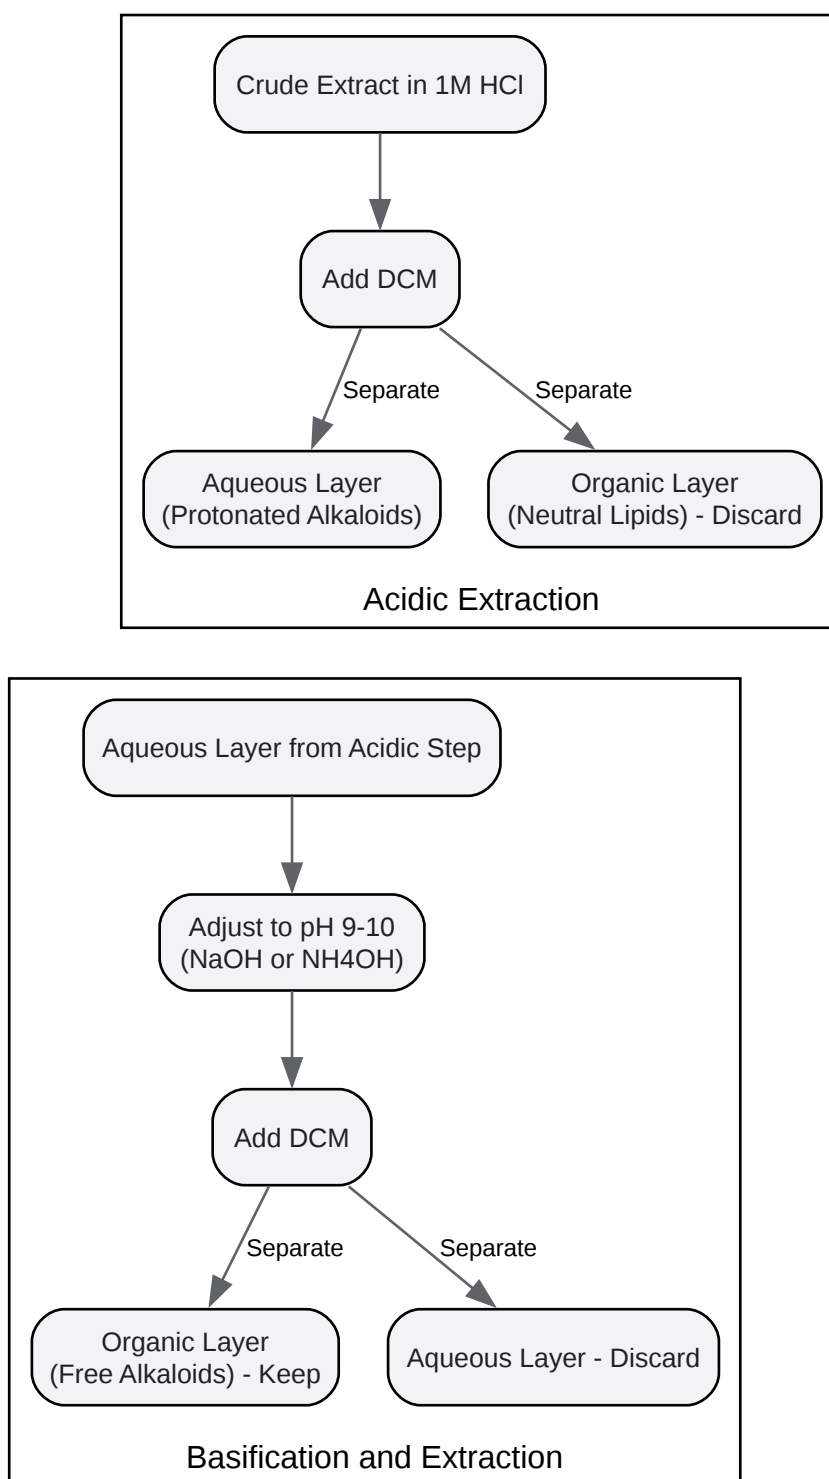 Crude Extract in 1M HCl
Add DCM
Separate
Separate
Aqueous Layer
(Protonated Alkaloids)
Organic Layer
(Neutral Lipids) - Discard
Acidic Extraction
Aqueous Layer from Acidic Step
Adjust to pH 9-10
(NaOH or NH4OH)
Add DCM
Separate
Separate
Organic Layer
(Free Alkaloids) - Keep
Aqueous Layer - Discard
Basification and Extraction